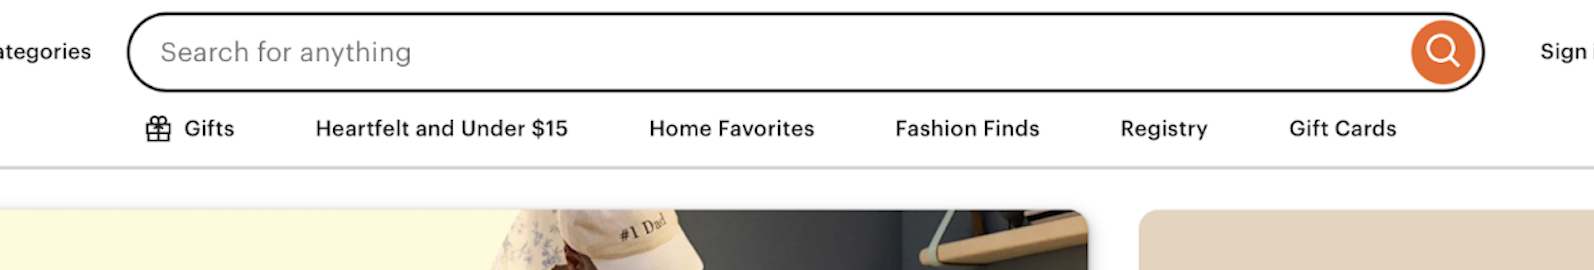 ategories
Search for anything
Sign
Gifts
Heartfelt and Under $15
Home Favorites
Fashion Finds
Registry
Gift Cards
#1 Dad